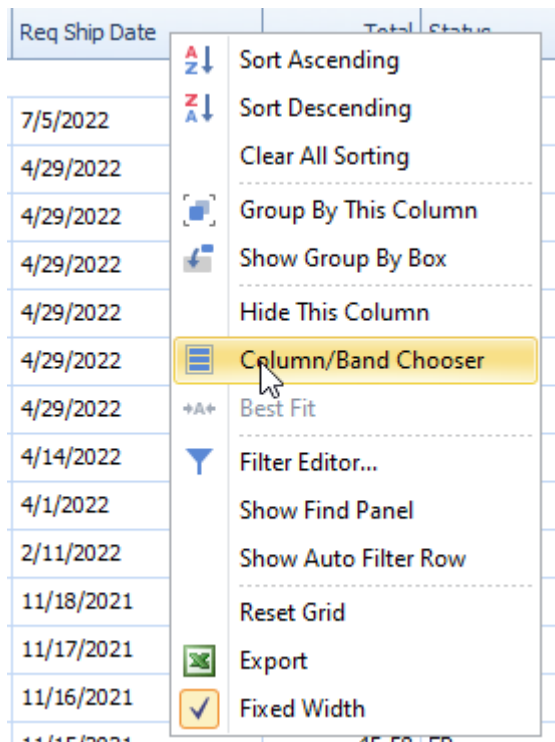 Req Ship Date Total Status
Sort Ascending
7/5/2022 Sort Descending
4/29/2022 Clear All Sorting
4/29/2022 Group By This Column
4/29/2022 Show Group By Box
4/29/2022 Hide This Column
4/29/2022 Column/Band Chooser
4/29/2022 Best Fit
4/14/2022 Filter Editor...
4/1/2022 Show Find Panel
2/11/2022 Show Auto Filter Row
11/18/2021 Reset Grid
11/17/2021 Export
11/16/2021 Fixed Width
11/15/2021